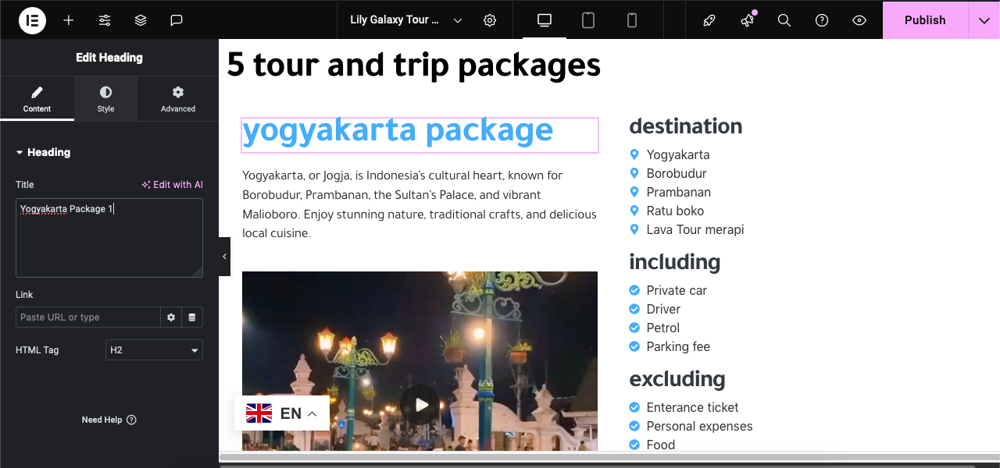 Lily Galaxy Tour ...
Publish
Edit Heading
Content
Style
Advanced
Heading
Title
Edit with AI
Yogyakarta Package 1
Link
Paste URL or type
HTML Tag
H2
Need Help
5 tour and trip packages
yogyakarta package
Yogyakarta, or Jogja, is Indonesia’s cultural heart, known for
Borobudur, Prambanan, the Sultan’s Palace, and vibrant
Malioboro. Enjoy stunning nature, traditional crafts, and delicious
local cuisine.
EN
destination
Yogyakarta
Borobudur
Prambanan
Ratu boko
Lava Tour merapi
including
Private car
Driver
Petrol
Parking fee
excluding
Enterance ticket
Personal expenses
Food